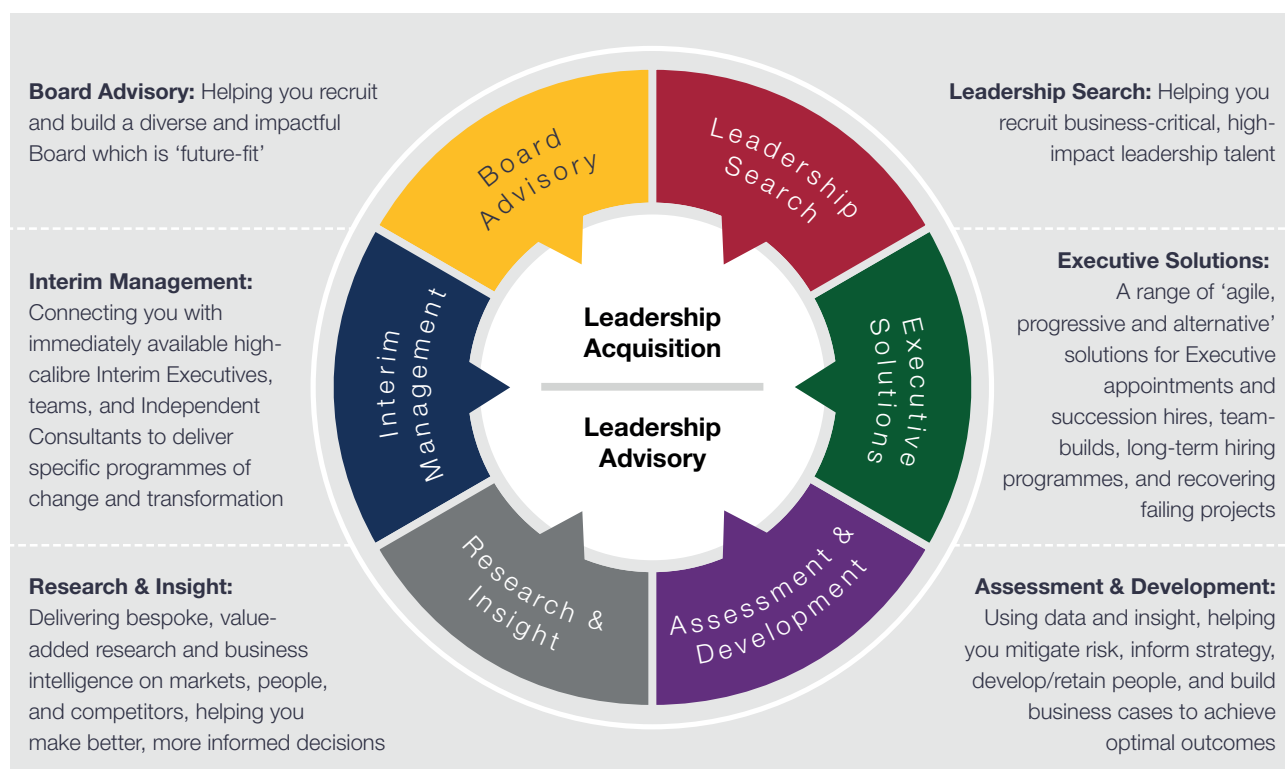 Board Advisory: Helping you recruit
and build a diverse and impactful
Board which is ‘future-fit’
Leadership Search: Helping you
recruit business-critical, high-
impact leadership talent
Board
Advisory
Leadership
Search
Interim Management:
Connecting you with
immediately available high-
calibre Interim Executives,
teams, and Independent
Consultants to deliver
specific programmes of
change and transformation
Interim
Management
Leadership
Acquisition
Leadership
Advisory
Executive
Solutions
Executive Solutions:
A range of ‘agile,
progressive and alternative’
solutions for Executive
appointments and
succession hires, team-
builds, long-term hiring
programmes, and recovering
failing projects
Research & Insight:
Delivering bespoke, value-
added research and business
intelligence on markets, people,
and competitors, helping you
make better, more informed decisions
Research &
Insight
Assessment &
Development
Assessment & Development:
Using data and insight, helping
you mitigate risk, inform strategy,
develop/retain people, and build
business cases to achieve
optimal outcomes